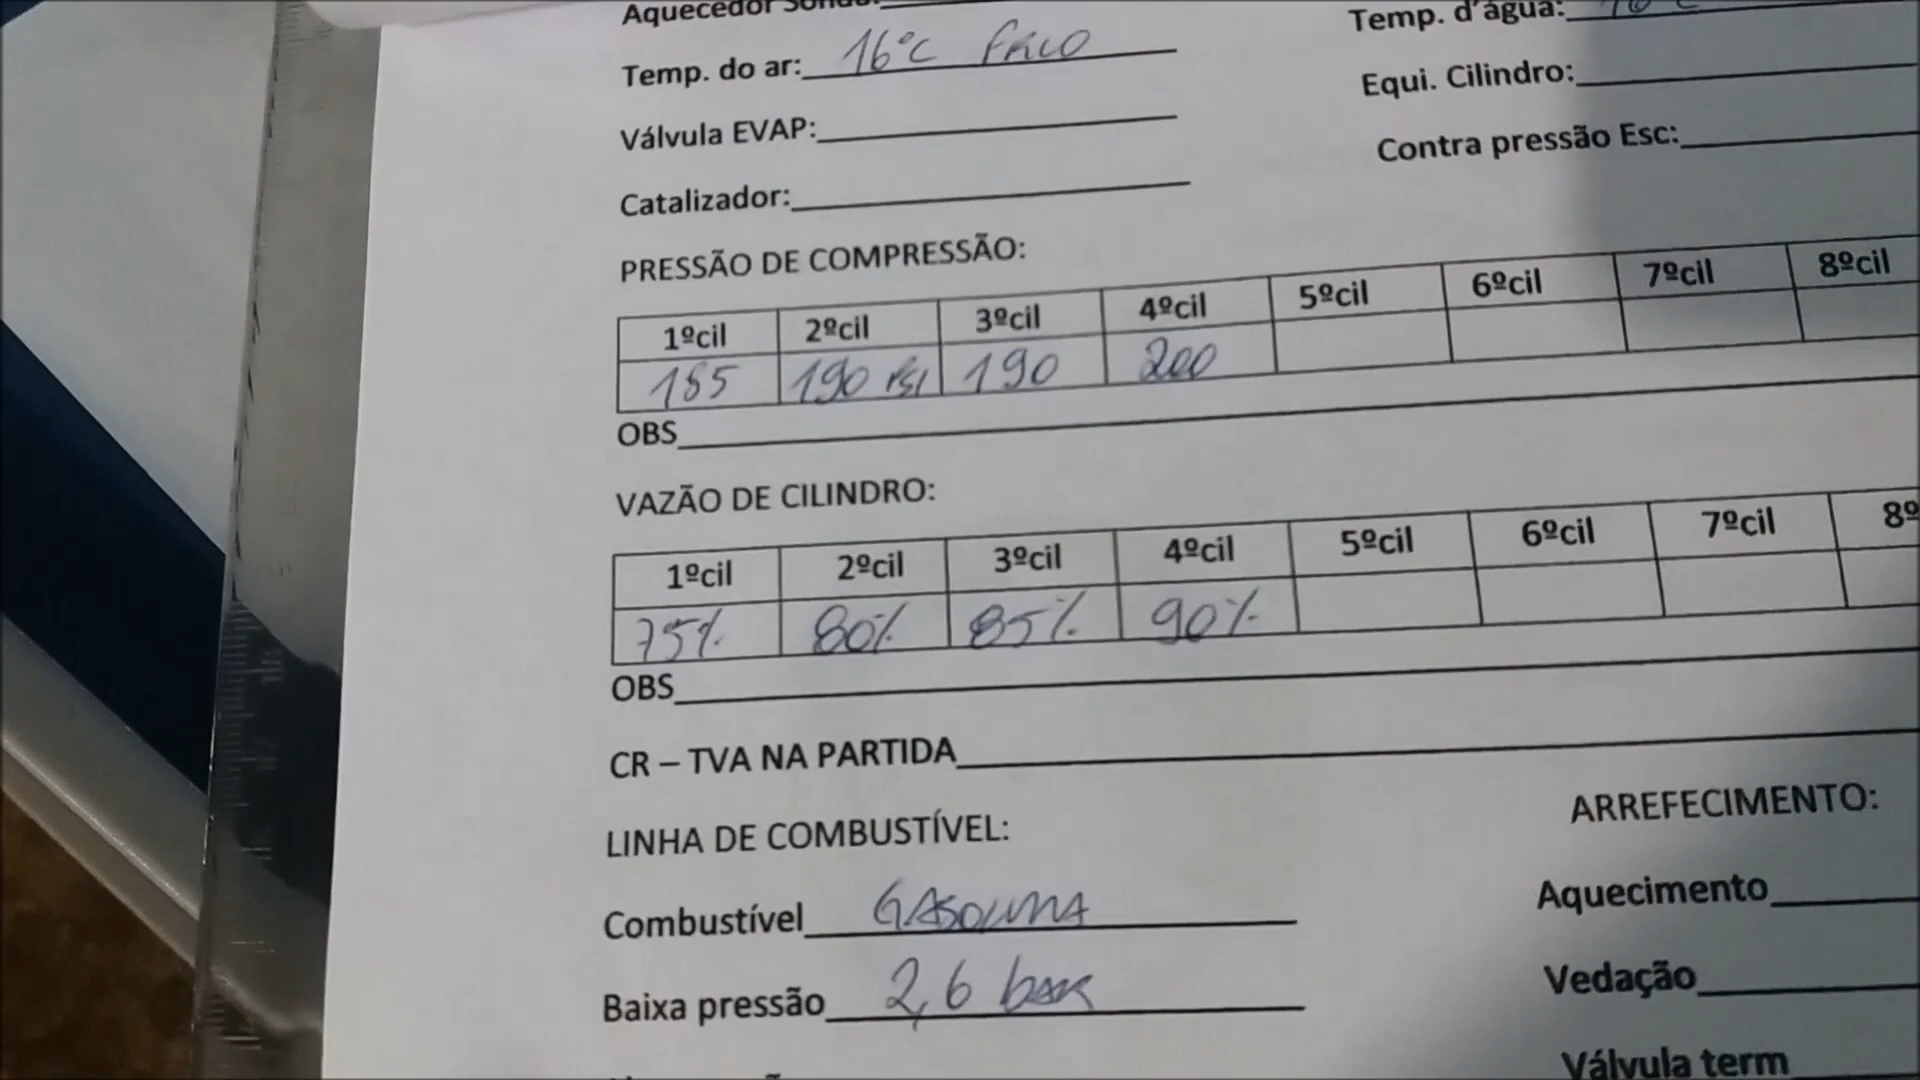 Aquecedor Sonda:
Temp. d'água:
Temp. do ar: 16°C FRIO
Equi. Cilindro:
Válvula EVAP:
Contra pressão Esc:
Catalizador:
PRESSÃO DE COMPRESSÃO:
1ºcil 2ºcil 3ºcil 4ºcil 5ºcil 6ºcil 7ºcil 8ºcil
185 190 PSI 190 200
OBS
VAZÃO DE CILINDRO:
1ºcil 2ºcil 3ºcil 4ºcil 5ºcil 6ºcil 7ºcil 8º
75% 80% 85% 90%
OBS
CR – TVA NA PARTIDA
LINHA DE COMBUSTÍVEL:
ARREFECIMENTO:
Combustível GASOLINA
Aquecimento
Baixa pressão 2,6 bar
Vedação
Válvula term